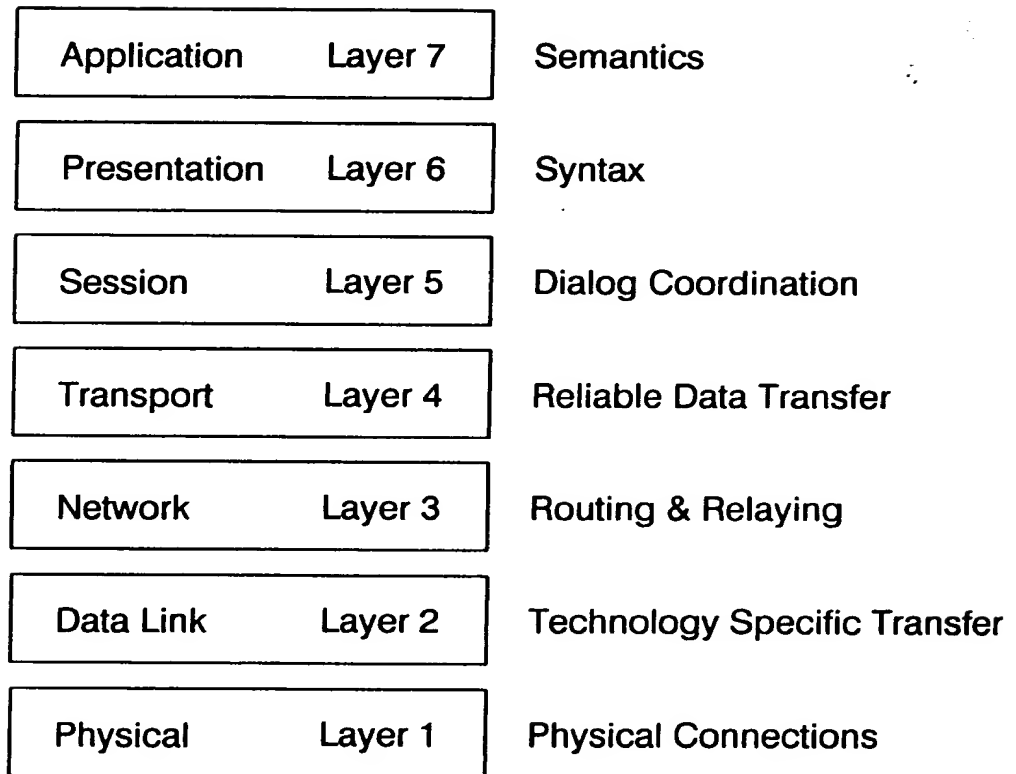 Application Layer 7 Semantics
Presentation Layer 6 Syntax
Session Layer 5 Dialog Coordination
Transport Layer 4 Reliable Data Transfer
Network Layer 3 Routing & Relaying
Data Link Layer 2 Technology Specific Transfer
Physical Layer 1 Physical Connections